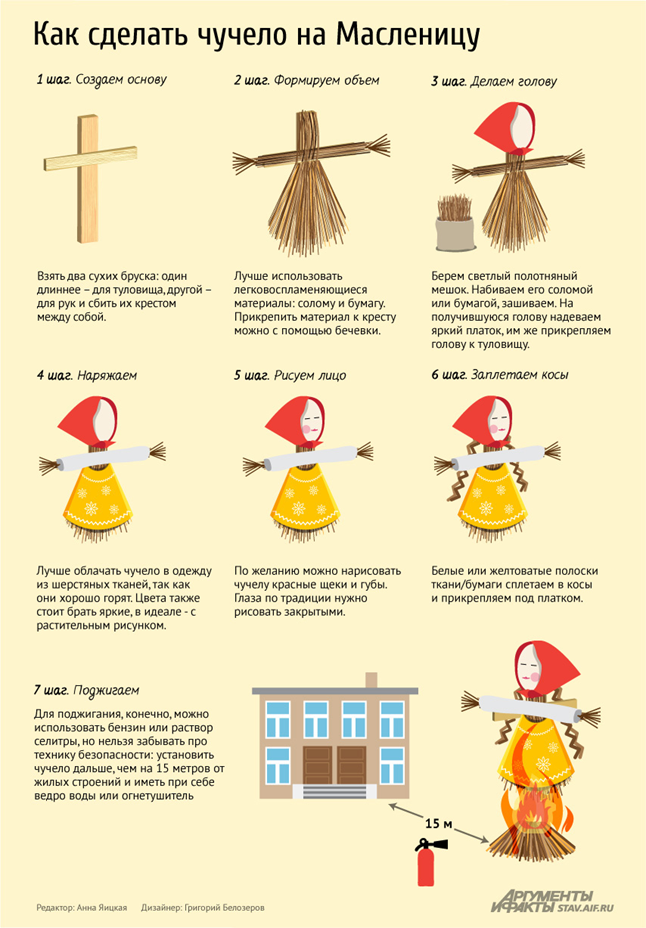 Как сделать чучело на Масленицу
1 шаг. Создаем основу
Взять два сухих бруска: один
длиннее – для туловища, другой –
для рук и сбить их крестом
между собой.
2 шаг. Формируем объем
Лучше использовать
легковоспламеняющиеся
материалы: солому и бумагу.
Прикрепить материал к кресту
можно с помощью бечевки.
3 шаг. Делаем голову
Берем светлый полотняный
мешок. Набиваем его соломой
или бумагой, зашиваем. На
получившуюся голову надеваем
яркий платок, им же прикрепляем
голову к туловищу.
4 шаг. Наряжаем
Лучше облачать чучело в одежду
из шерстяных тканей, так как
они хорошо горят. Цвета также
стоит брать яркие, в идеале - с
растительным рисунком.
5 шаг. Рисуем лицо
По желанию можно нарисовать
чучелу красные щеки и губы.
Глаза по традиции нужно
рисовать закрытыми.
6 шаг. Заплетаем косы
Белые или желтоватые полоски
ткани/бумаги сплетаем в косы
и прикрепляем под платком.
7 шаг. Поджигаем
Для поджигания, конечно, можно
использовать бензин или раствор
селитры, но нельзя забывать про
технику безопасности: установить
чучело дальше, чем на 15 метров от
жилых строений и иметь при себе
ведро воды или огнетушитель
15 м
Редактор: Анна Яицкая Дизайнер: Григорий Белозеров
АРГУМЕНТЫ
И ФАКТЫ STAV.AIF.RU